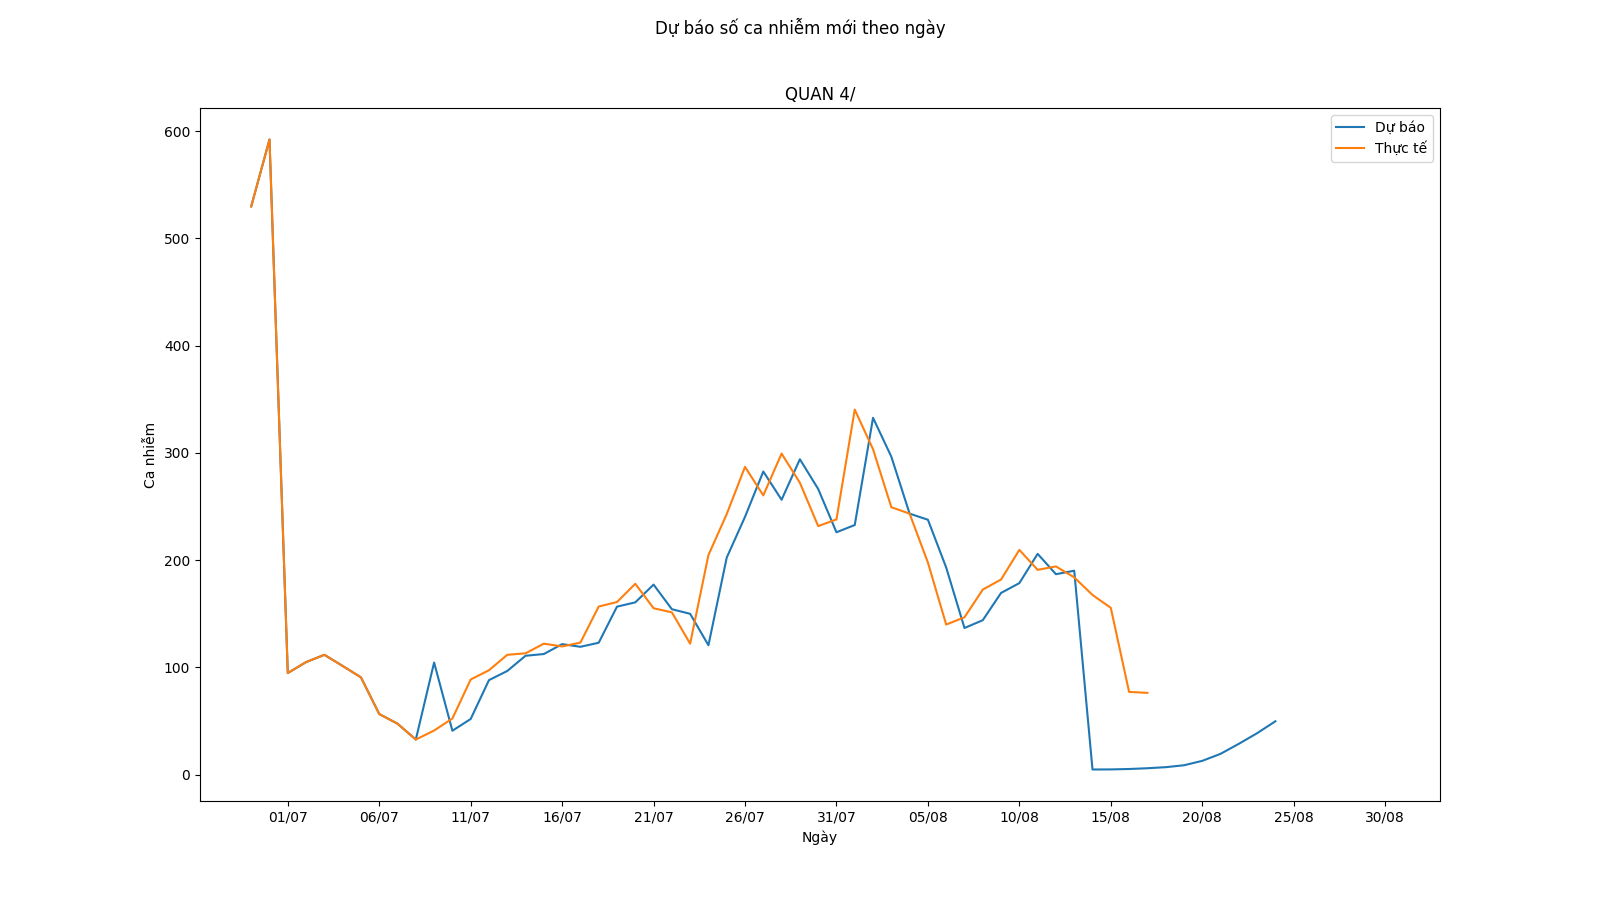 Dự báo số ca nhiễm mới theo ngày
QUAN 4/
Dự báo
Thực tế
600
500
400
300
200
100
0
Ca nhiễm
01/07 06/07 11/07 16/07 21/07 26/07 31/07 05/08 10/08 15/08 20/08 25/08 30/08
Ngày